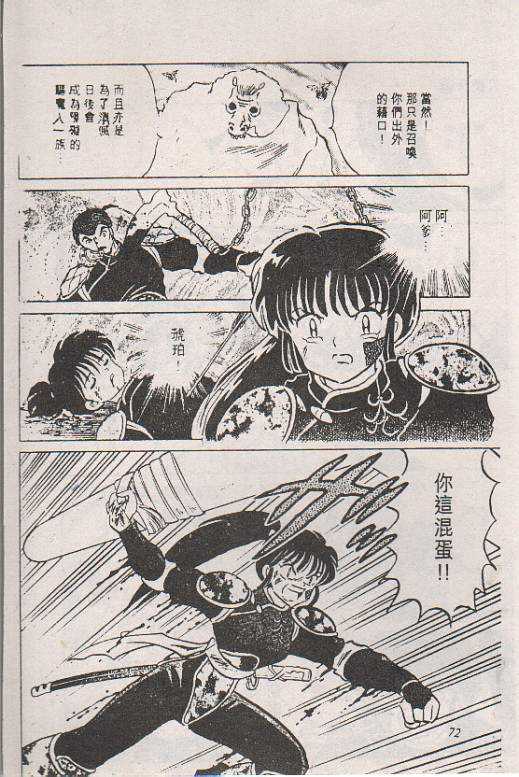 當然！
那只是召喚
你們出外
的藉口！
而且亦是
為了消滅
日後會
成為障礙的
驅魔人一族…
阿…
阿爹…
琥珀！
你這混蛋!!
72